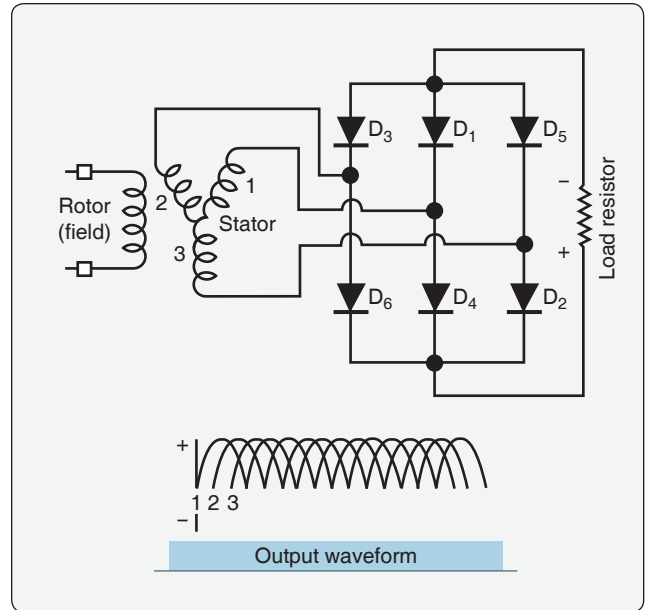 D3
D1
D5
1
2
Rotor
(field)
Stator
3
−
+
Load resistor
D6
D4
D2
+
1 2 3
−
Output waveform